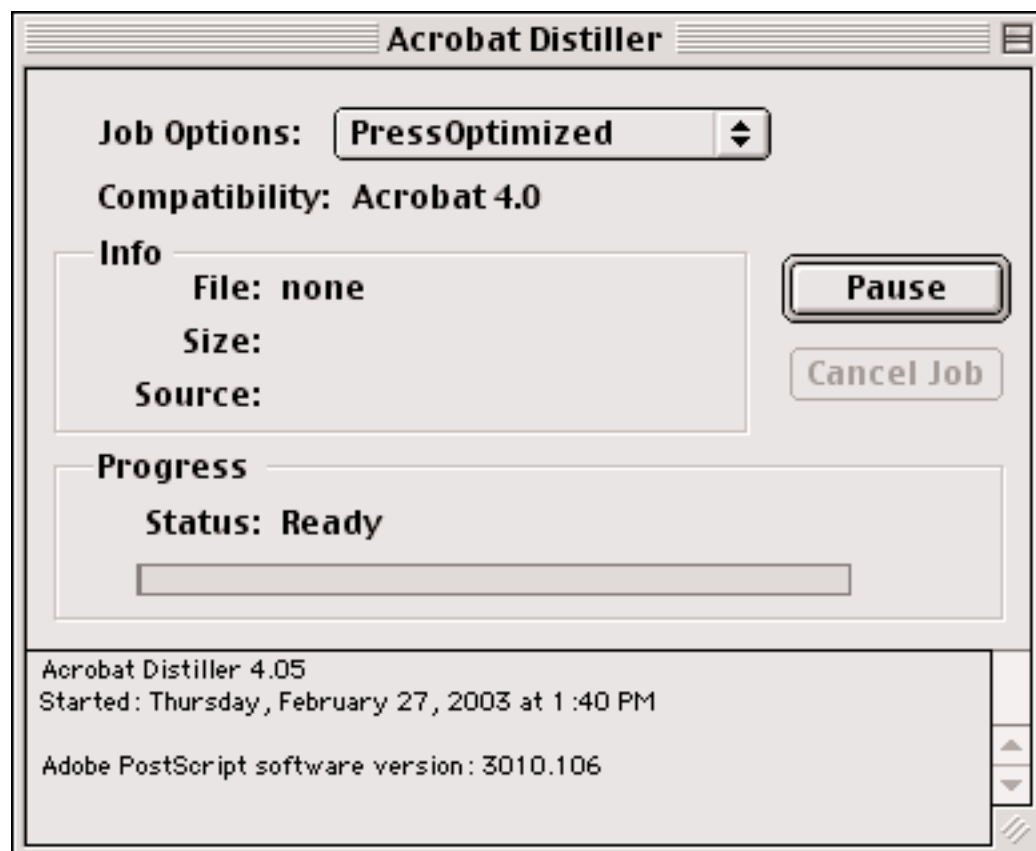 Acrobat Distiller
Job Options: PressOptimized
Compatibility: Acrobat 4.0
Info
File: none
Size:
Source:
Pause
Cancel Job
Progress
Status: Ready
Acrobat Distiller 4.05
Started: Thursday, February 27, 2003 at 1:40 PM
Adobe PostScript software version: 3010.106